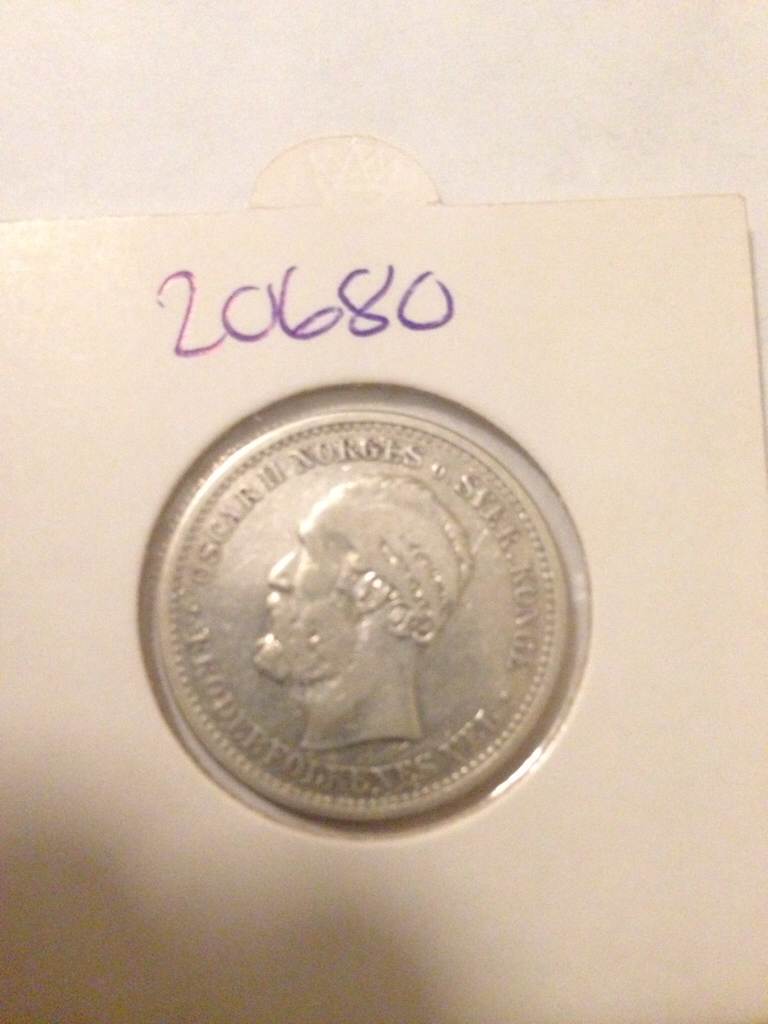 20680
OSCAR II NORGES o SVER. KONGE
BRODERFOLKENES VEL